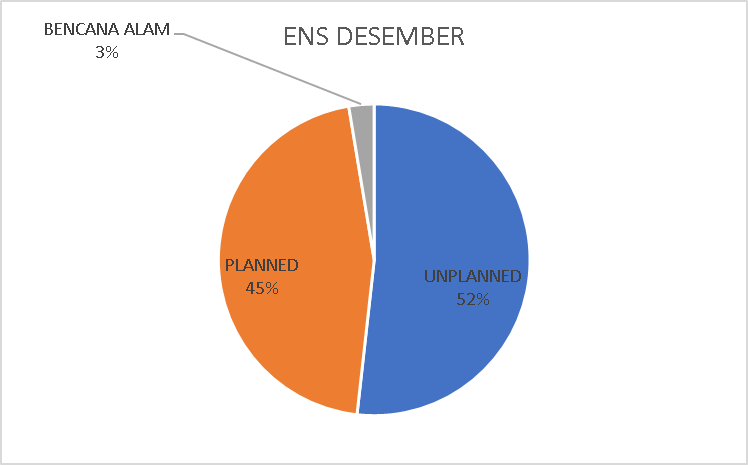 ENS DESEMBER
BENCANA ALAM
3%
PLANNED
45%
UNPLANNED
52%